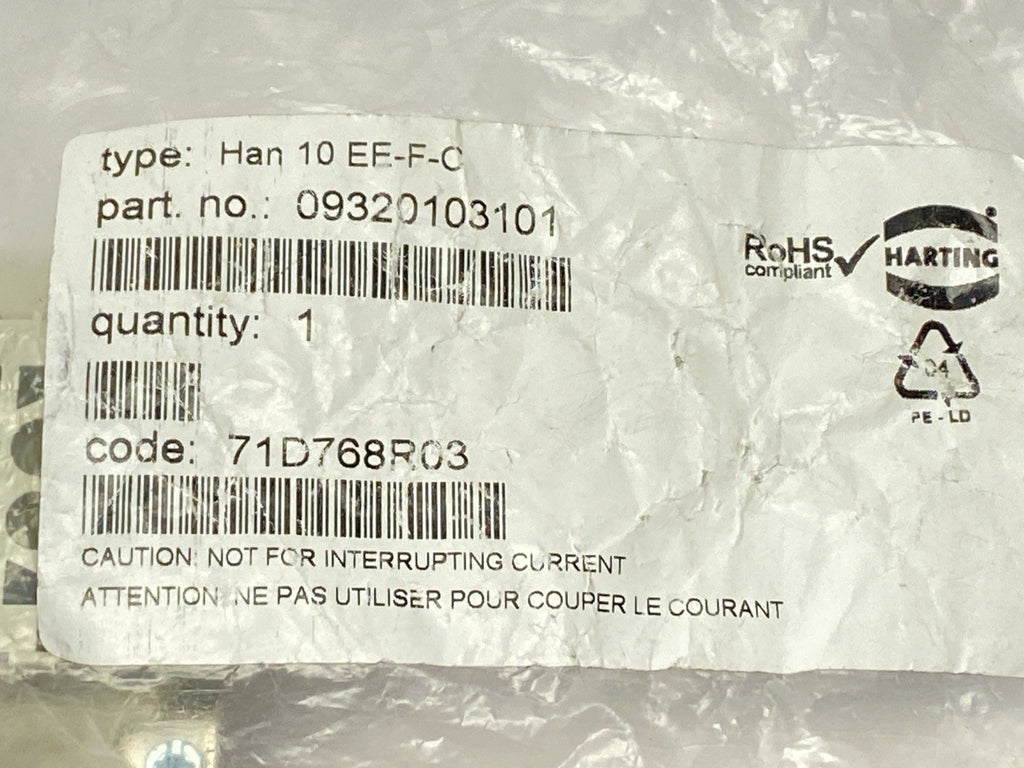 type: Han 10 EE-F-C
part. no.: 09320103101
quantity: 1
code: 71D768R03
CAUTION: NOT FOR INTERRUPTING CURRENT
ATTENTION: NE PAS UTILISER POUR COUPER LE COURANT
RoHS
compliant
HARTING
®
04
PE-LD